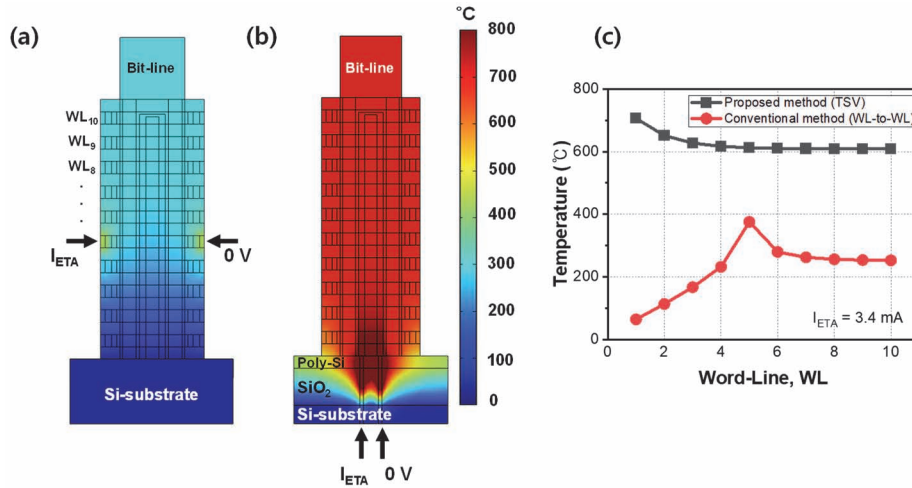 (a)
Bit-line
WL10
WL9
WL8
.
.
.
IETA
0 V
Si-substrate
(b)
Bit-line
Poly-Si
SiO2
Si-substrate
IETA 0 V
°C
800
700
600
500
400
300
200
100
0
(c)
800
600
400
200
0
Temperature (℃)
Proposed method (TSV)
Conventional method (WL-to-WL)
IETA = 3.4 mA
0 2 4 6 8 10
Word-Line, WL